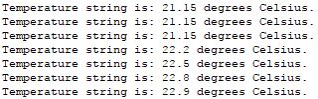 Temperature string is: 21.15 degrees Celsius.
Temperature string is: 21.15 degrees Celsius.
Temperature string is: 21.15 degrees Celsius.
Temperature string is: 22.2 degrees Celsius.
Temperature string is: 22.5 degrees Celsius.
Temperature string is: 22.8 degrees Celsius.
Temperature string is: 22.9 degrees Celsius.